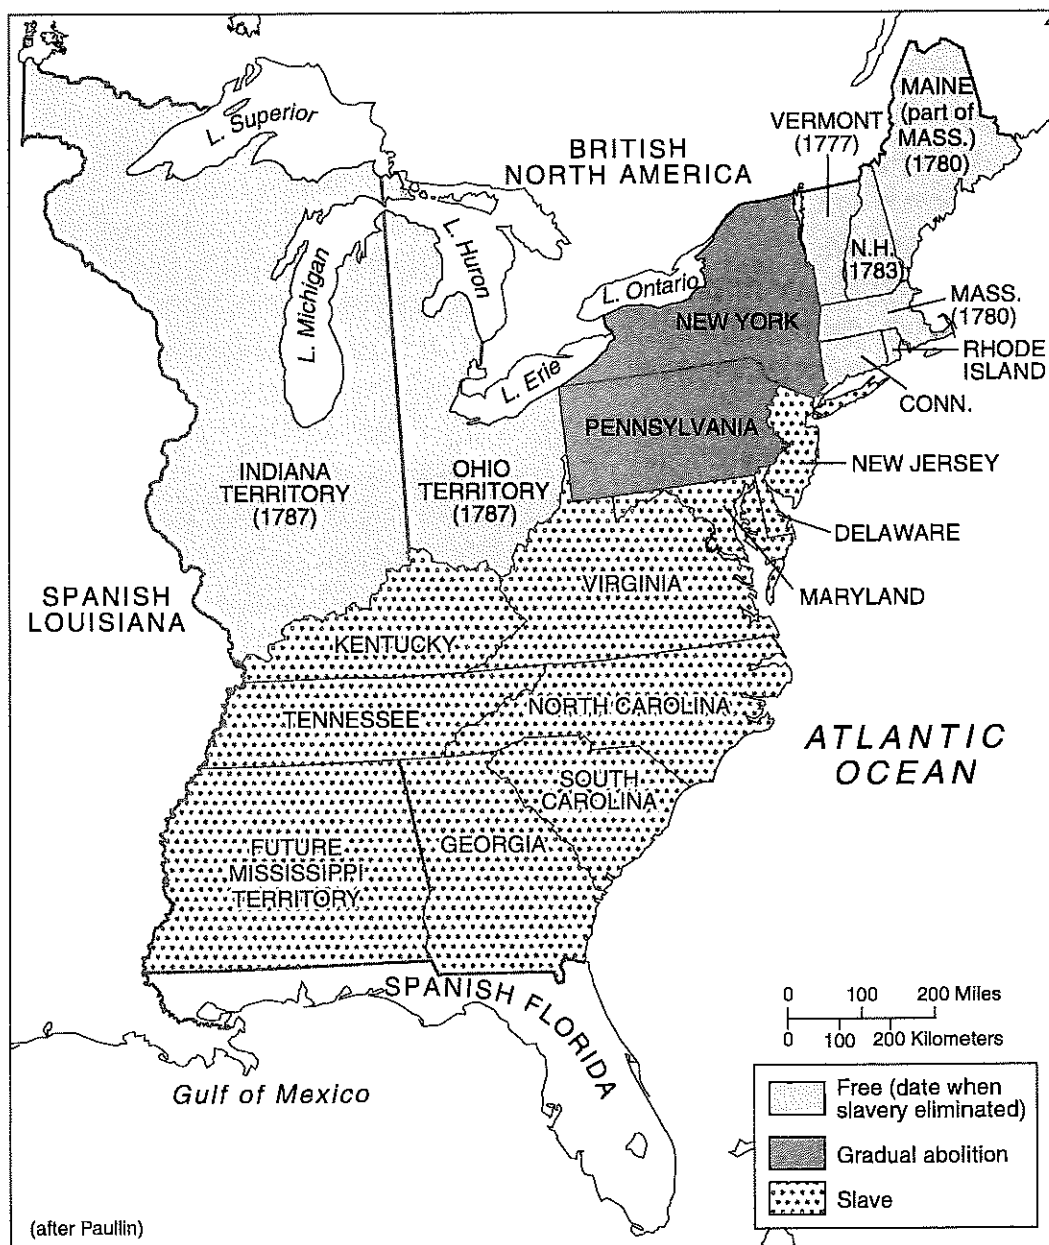 L. Superior
BRITISH
NORTH AMERICA
VERMONT
(1777)
MAINE
(part of
MASS.)
(1780)
L. Michigan
L. Huron
L. Ontario
L. Erie
N.H.
(1783)
MASS.
(1780)
RHODE
ISLAND
CONN.
NEW YORK
PENNSYLVANIA
NEW JERSEY
INDIANA
TERRITORY
(1787)
OHIO
TERRITORY
(1787)
DELAWARE
MARYLAND
VIRGINIA
SPANISH
LOUISIANA
KENTUCKY
TENNESSEE
NORTH CAROLINA
ATLANTIC
OCEAN
SOUTH
CAROLINA
GEORGIA
FUTURE
MISSISSIPPI
TERRITORY
SPANISH FLORIDA
Gulf of Mexico
0 100 200 Miles
0 100 200 Kilometers
Free (date when
slavery eliminated)
Gradual abolition
Slave
(after Paullin)